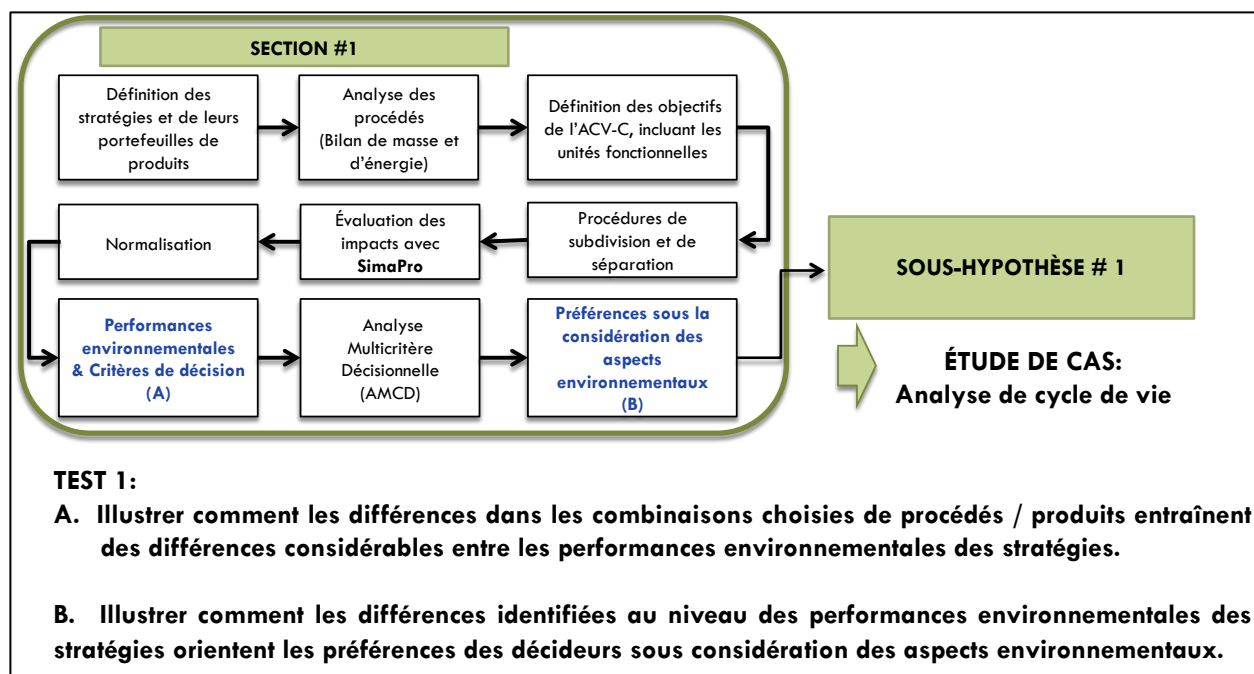 SECTION #1
Définition des
stratégies et de leurs
portefeuilles de
produits
Analyse des
procédés
(Bilan de masse et
d'énergie)
Définition des objectifs
de l'ACV-C, incluant les
unités fonctionnelles
Normalisation
Évaluation des
impacts avec
SimaPro
Procédures de
subdivision et de
séparation
Performances
environnementales
& Critères de décision
(A)
Analyse
Multicritère
Décisionnelle
(AMCD)
Préférences sous la
considération des
aspects
environnementaux
(B)
SOUS-HYPOTHÈSE # 1
ÉTUDE DE CAS:
Analyse de cycle de vie
TEST 1:
A. Illustrer comment les différences dans les combinaisons choisies de procédés / produits entraînent
des différences considérables entre les performances environnementales des stratégies.
B. Illustrer comment les différences identifiées au niveau des performances environnementales des
stratégies orientent les préférences des décideurs sous considération des aspects environnementaux.